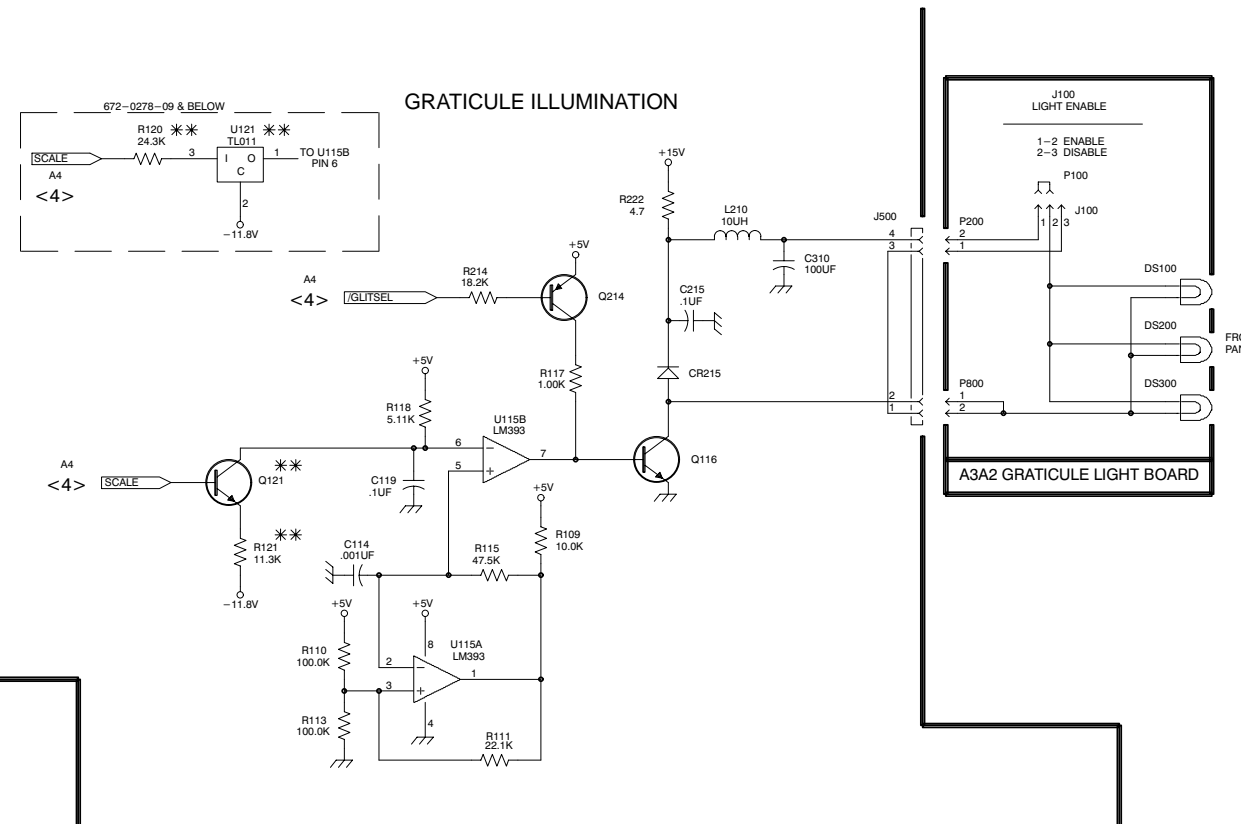 GRATICULE ILLUMINATION
672-0278-09 & BELOW
R120 **
24.3K
U121 **
TL011
SCALE
A4
<4>
3
I O
C
1
TO U115B
PIN 6
2
-11.8V
A4
<4>
/GLITSEL
R214
18.2K
+5V
Q214
R117
1.00K
+5V
R118
5.11K
A4
<4>
SCALE
Q121
**
C119
.1UF
**
R121
11.3K
-11.8V
6
5
-
+
U115B
LM393
7
Q116
+15V
R222
4.7
L210
10UH
C310
100UF
C215
.1UF
CR215
+5V
R109
10.0K
C114
.001UF
R115
47.5K
+5V
R110
100.0K
R113
100.0K
+5V
8
U115A
LM393
2
3
-
+
1
4
R111
22.1K
J500
4
3
2
1
P200
2
1
P800
1
2
J100
LIGHT ENABLE
1-2 ENABLE
2-3 DISABLE
P100
J100
1 2 3
DS100
DS200
DS300
A3A2 GRATICULE LIGHT BOARD